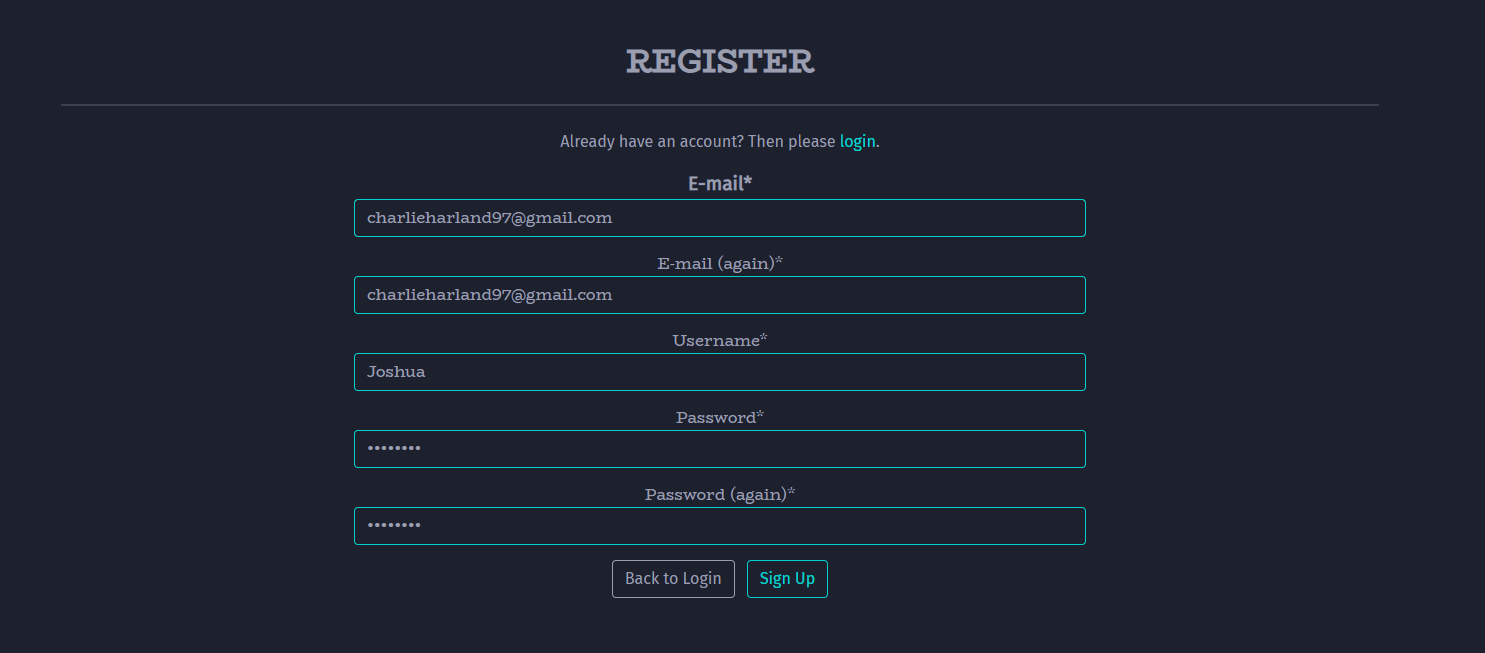 REGISTER
Already have an account? Then please login.
E-mail*
charlieharland97@gmail.com
E-mail (again)*
charlieharland97@gmail.com
Username*
Joshua
Password*
••••••••
Password (again)*
••••••••
Back to Login Sign Up